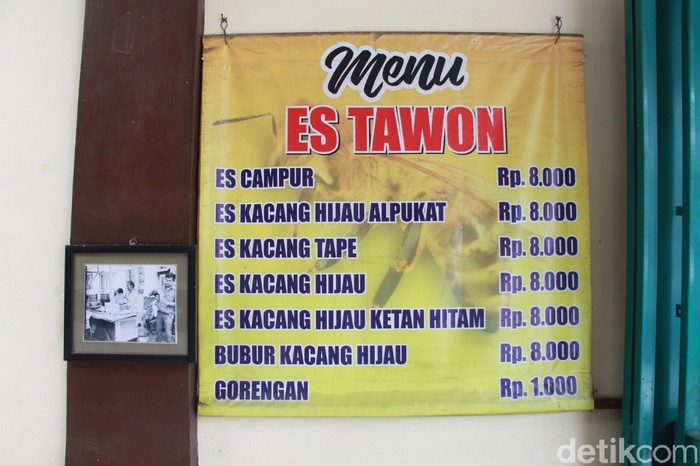 Menu
ES TAWON
ES CAMPUR Rp. 8.000
ES KACANG HIJAU ALPUKAT Rp. 8.000
ES KACANG TAPE Rp. 8.000
ES KACANG HIJAU Rp. 8.000
ES KACANG HIJAU KETAN HITAM Rp. 8.000
BUBUR KACANG HIJAU Rp. 8.000
GORENGAN Rp. 1.000
detikcom